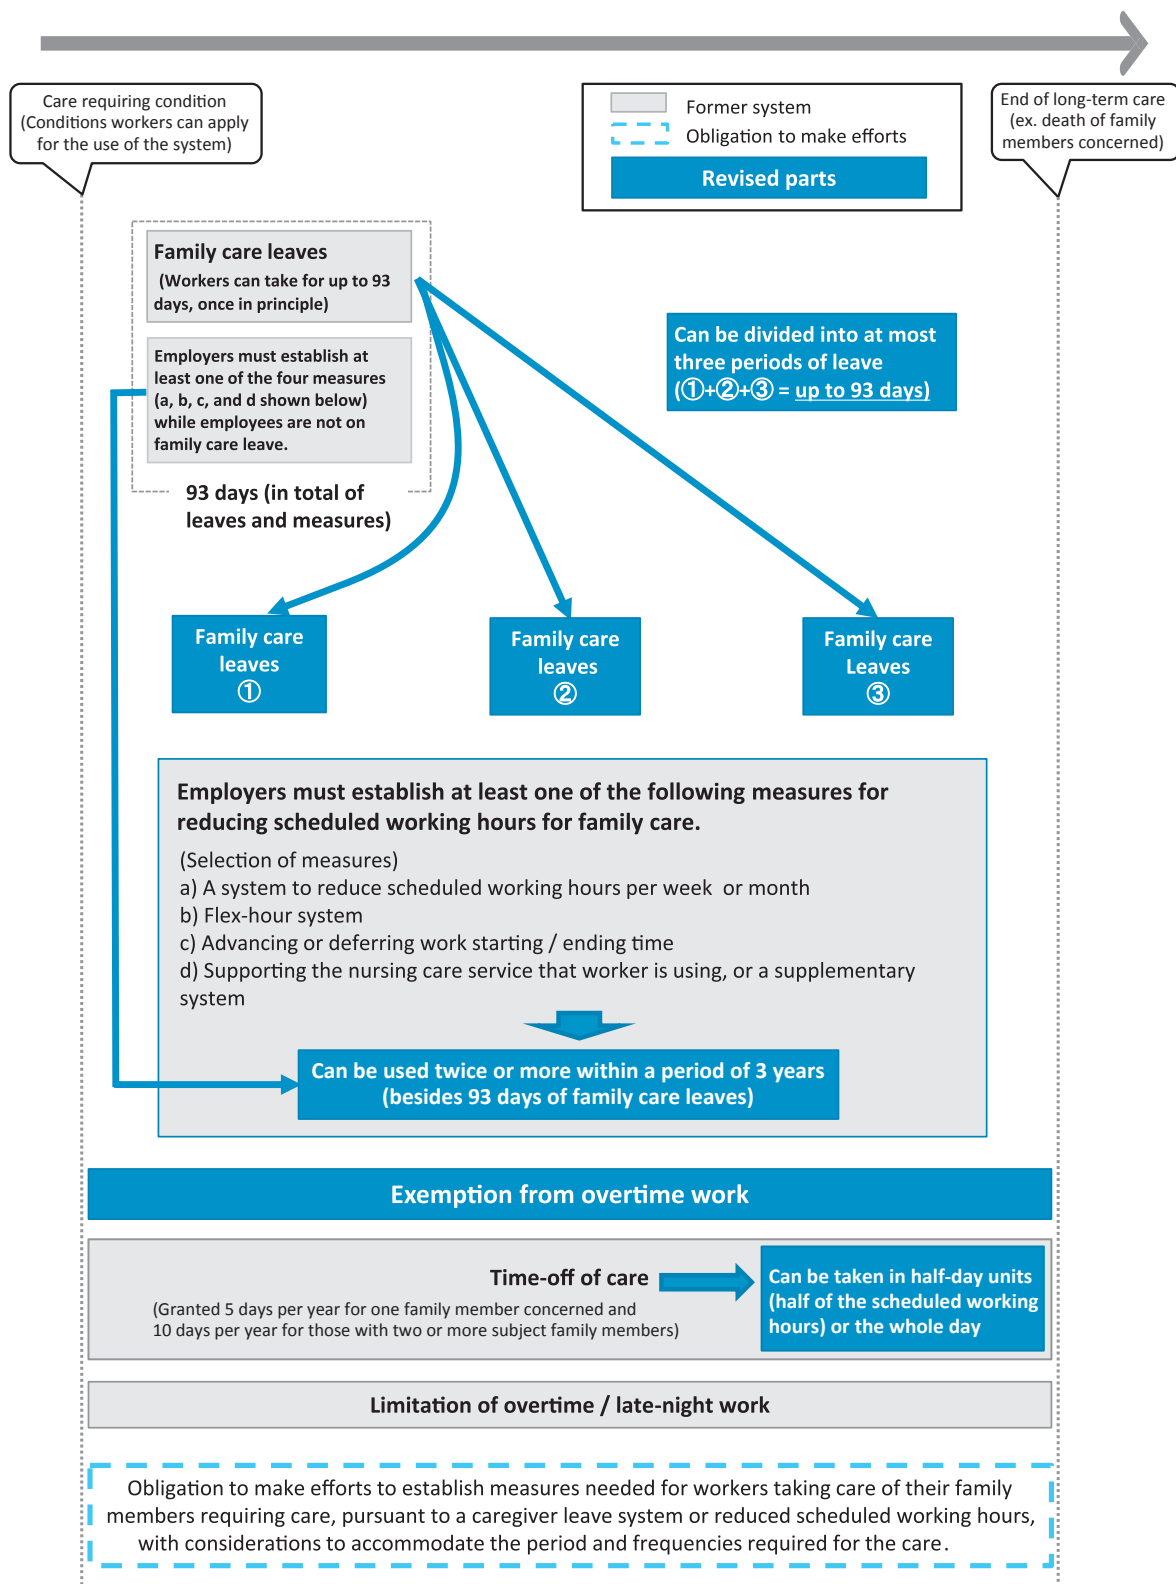 Care requiring condition
(Conditions workers can apply
for the use of the system)
Former system
Obligation to make efforts
Revised parts
End of long-term care
(ex. death of family
members concerned)
Family care leaves
(Workers can take for up to 93
days, once in principle)
Employers must establish at
least one of the four measures
(a, b, c, and d shown below)
while employees are not on
family care leave.
93 days (in total of
leaves and measures)
Can be divided into at most
three periods of leave
(①+②+③ = up to 93 days)
Family care
leaves
①
Family care
leaves
②
Family care
Leaves
③
Employers must establish at least one of the following measures for
reducing scheduled working hours for family care.
(Selection of measures)
a) A system to reduce scheduled working hours per week or month
b) Flex-hour system
c) Advancing or deferring work starting / ending time
d) Supporting the nursing care service that worker is using, or a supplementary
system
Can be used twice or more within a period of 3 years
(besides 93 days of family care leaves)
Exemption from overtime work
Time-off of care
(Granted 5 days per year for one family member concerned and
10 days per year for those with two or more subject family members)
Can be taken in half-day units
(half of the scheduled working
hours) or the whole day
Limitation of overtime / late-night work
Obligation to make efforts to establish measures needed for workers taking care of their family
members requiring care, pursuant to a caregiver leave system or reduced scheduled working hours,
with considerations to accommodate the period and frequencies required for the care.